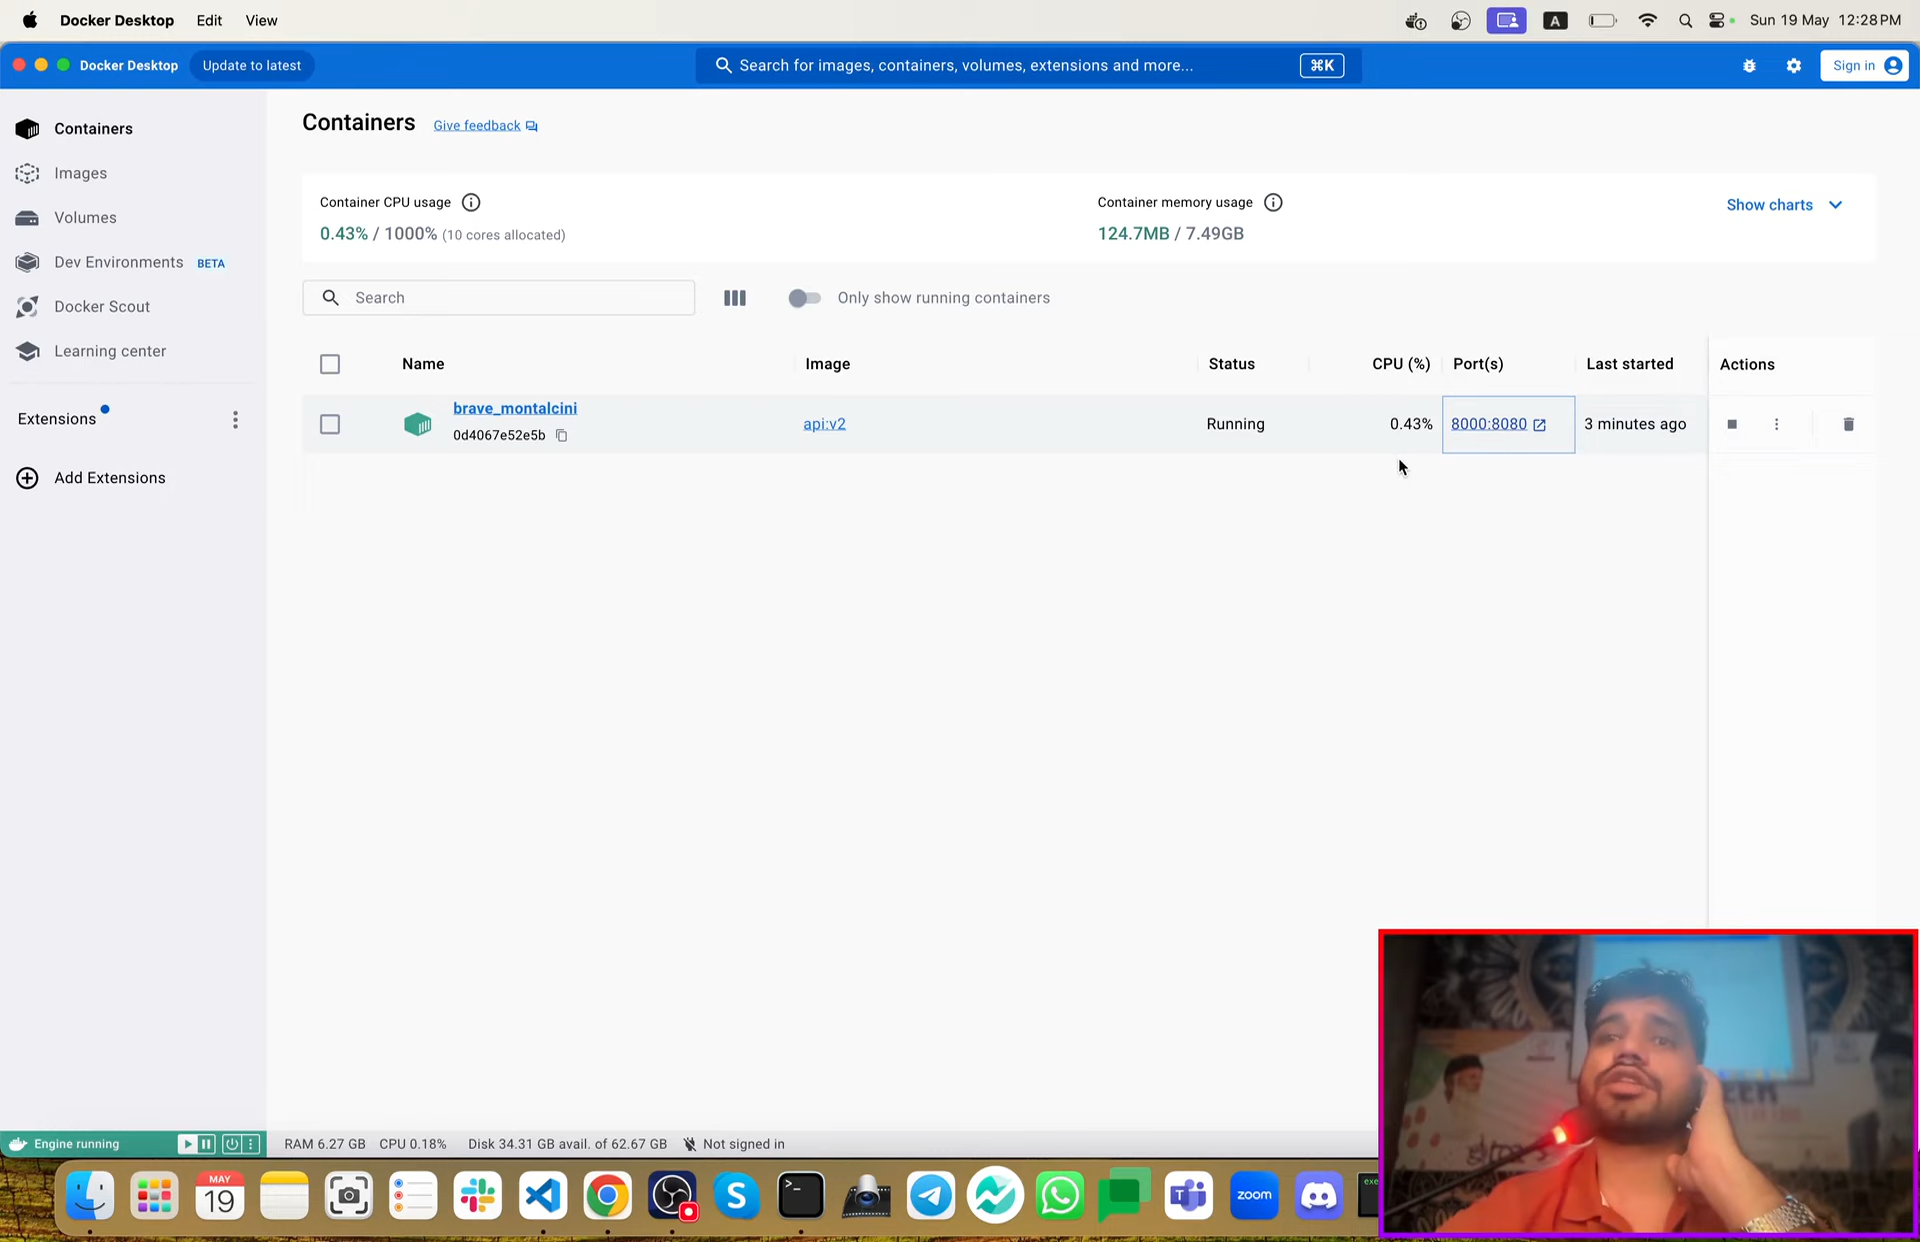 Docker Desktop Edit View
A
Sun 19 May 12:28 PM
Docker Desktop Update to latest
Search for images, containers, volumes, extensions and more... ⌘K
Sign in
Containers
Images
Volumes
Dev Environments BETA
Docker Scout
Learning center
Extensions
Add Extensions
Containers Give feedback
Container CPU usage
0.43% / 1000% (10 cores allocated)
Container memory usage
124.7MB / 7.49GB
Show charts
Search
Only show running containers
Name Image Status CPU (%) Port(s) Last started Actions
brave_montalcini
0d4067e52e5b
api:v2 Running 0.43% 8000:8080 3 minutes ago
Engine running
RAM 6.27 GB CPU 0.18% Disk 34.31 GB avail. of 62.67 GB Not signed in
MAY
19
S
zoom
exe